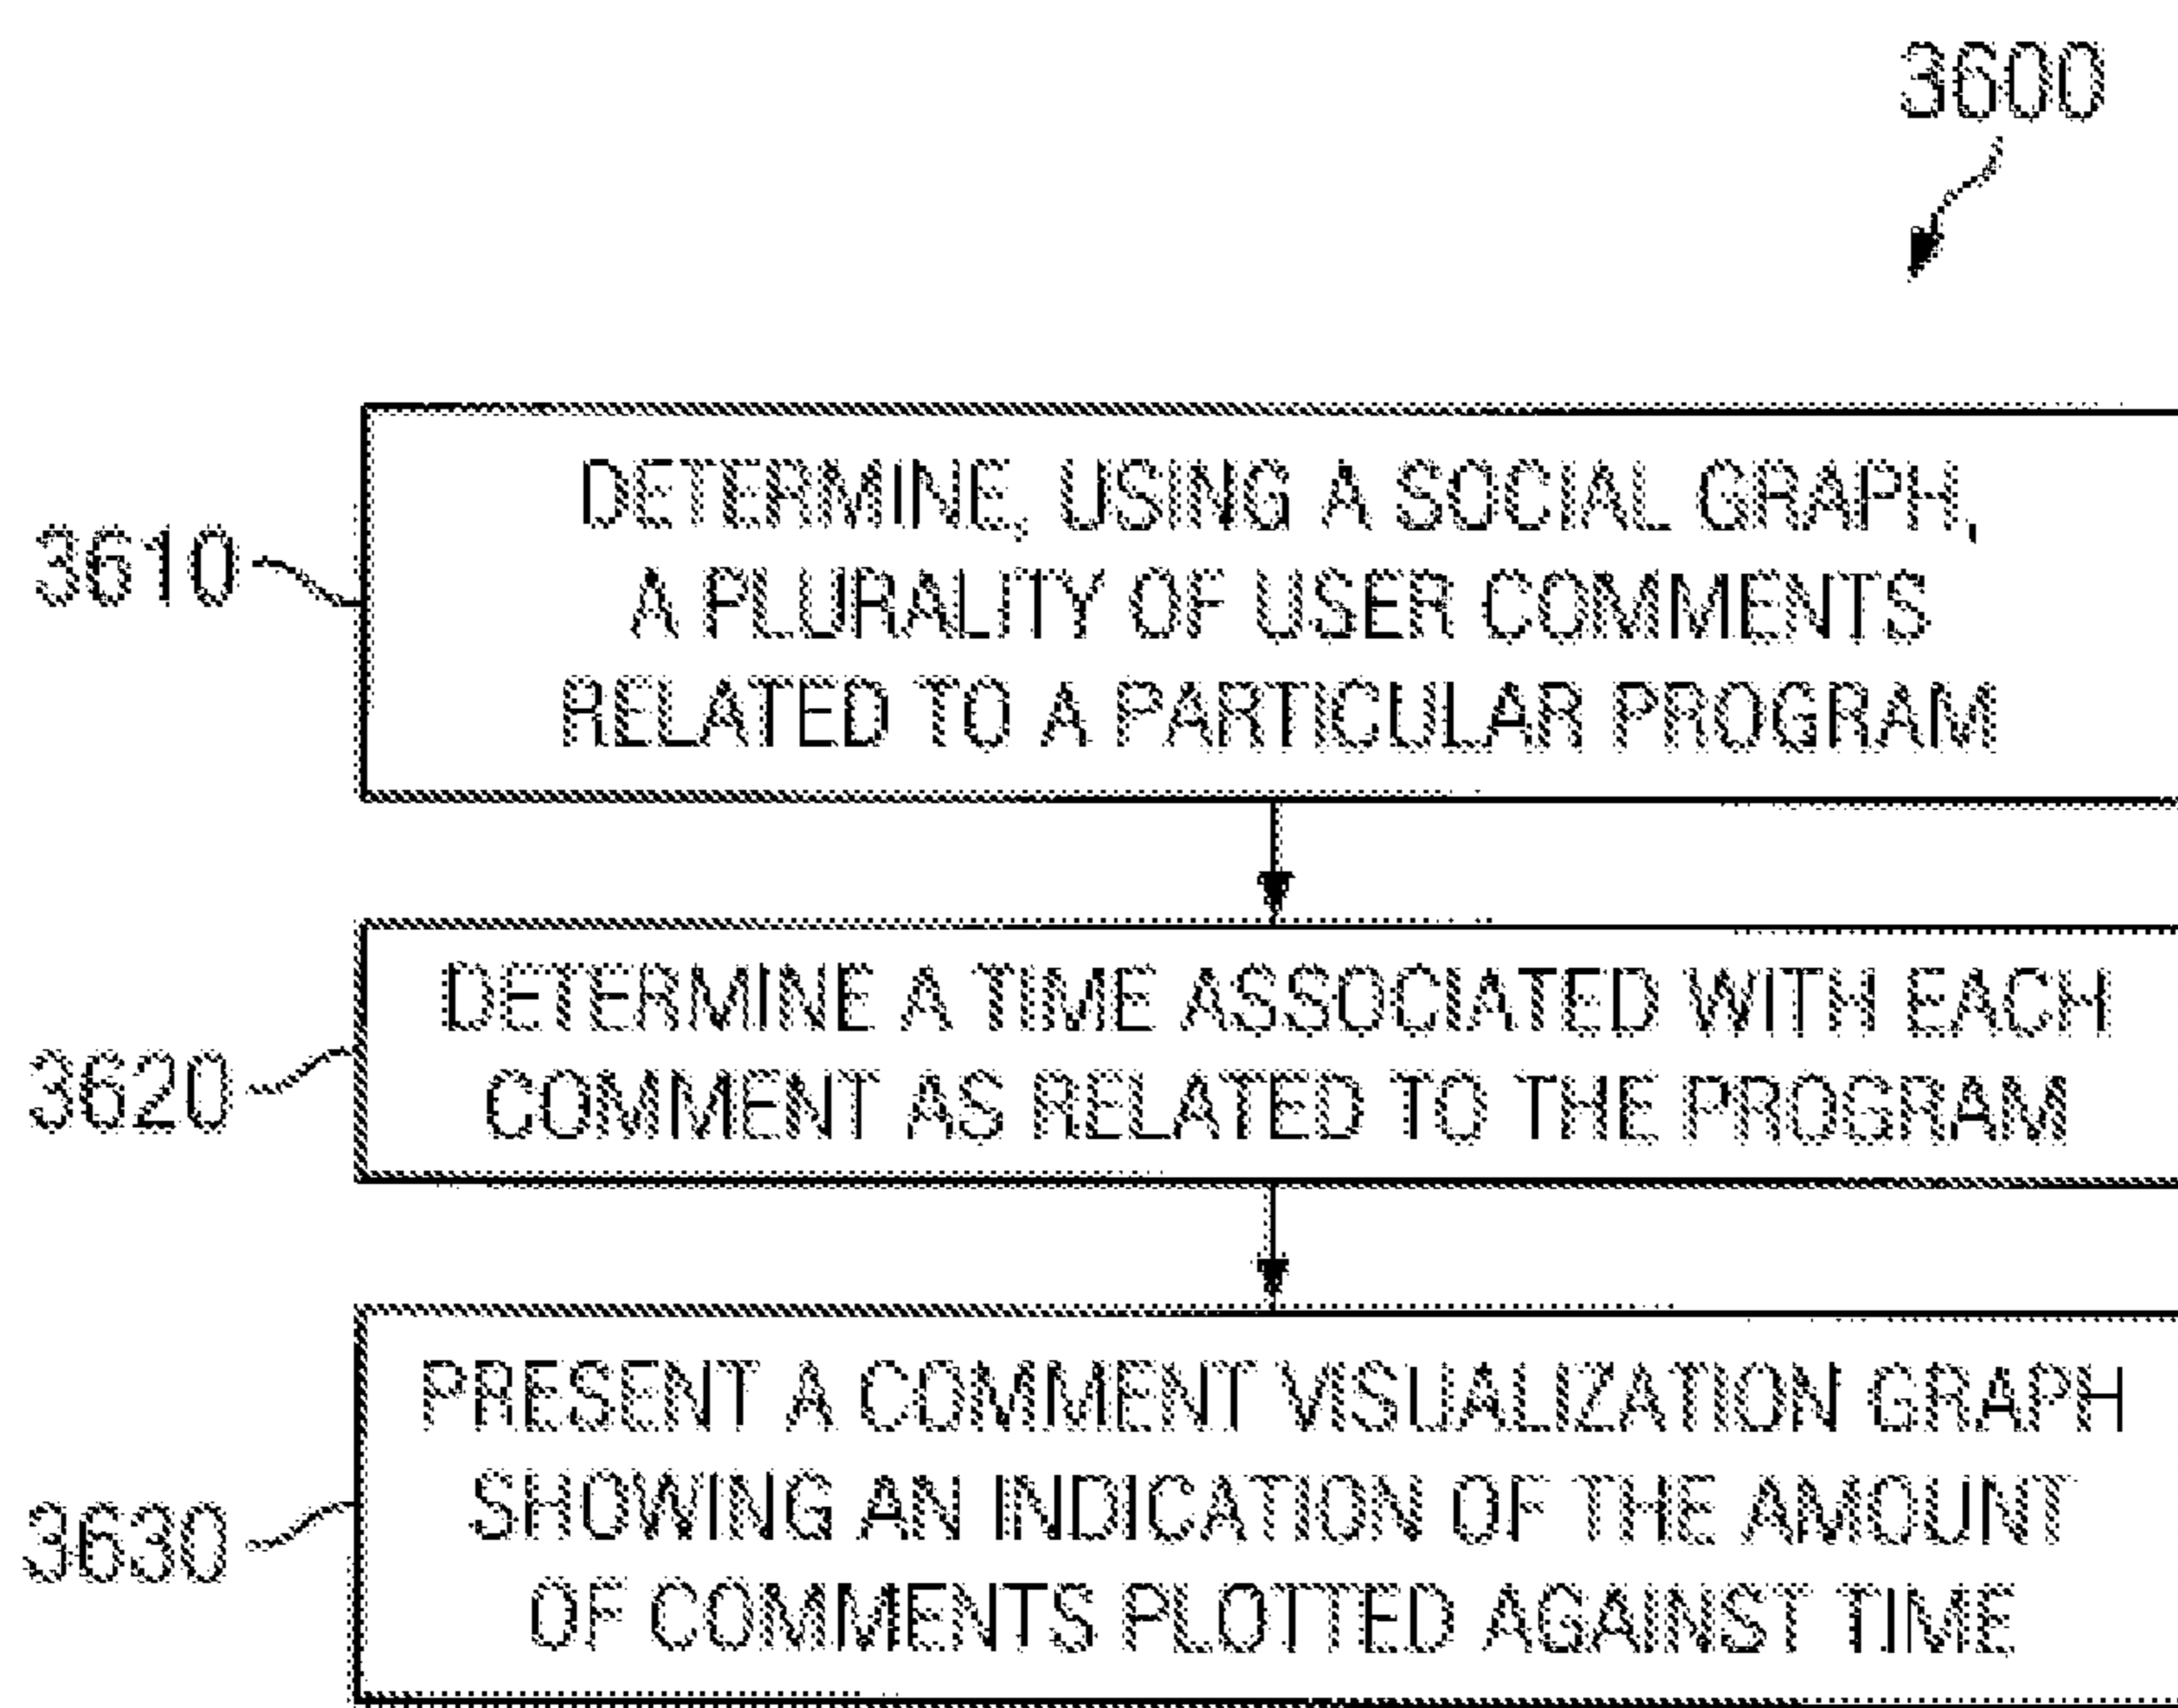 3600
3610
DETERMINE, USING A SOCIAL GRAPH,
A PLURALITY OF USER COMMENTS
RELATED TO A PARTICULAR PROGRAM
3620
DETERMINE A TIME ASSOCIATED WITH EACH
COMMENT AS RELATED TO THE PROGRAM
3630
PRESENT A COMMENT VISUALIZATION GRAPH
SHOWING AN INDICATION OF THE AMOUNT
OF COMMENTS PLOTTED AGAINST TIME